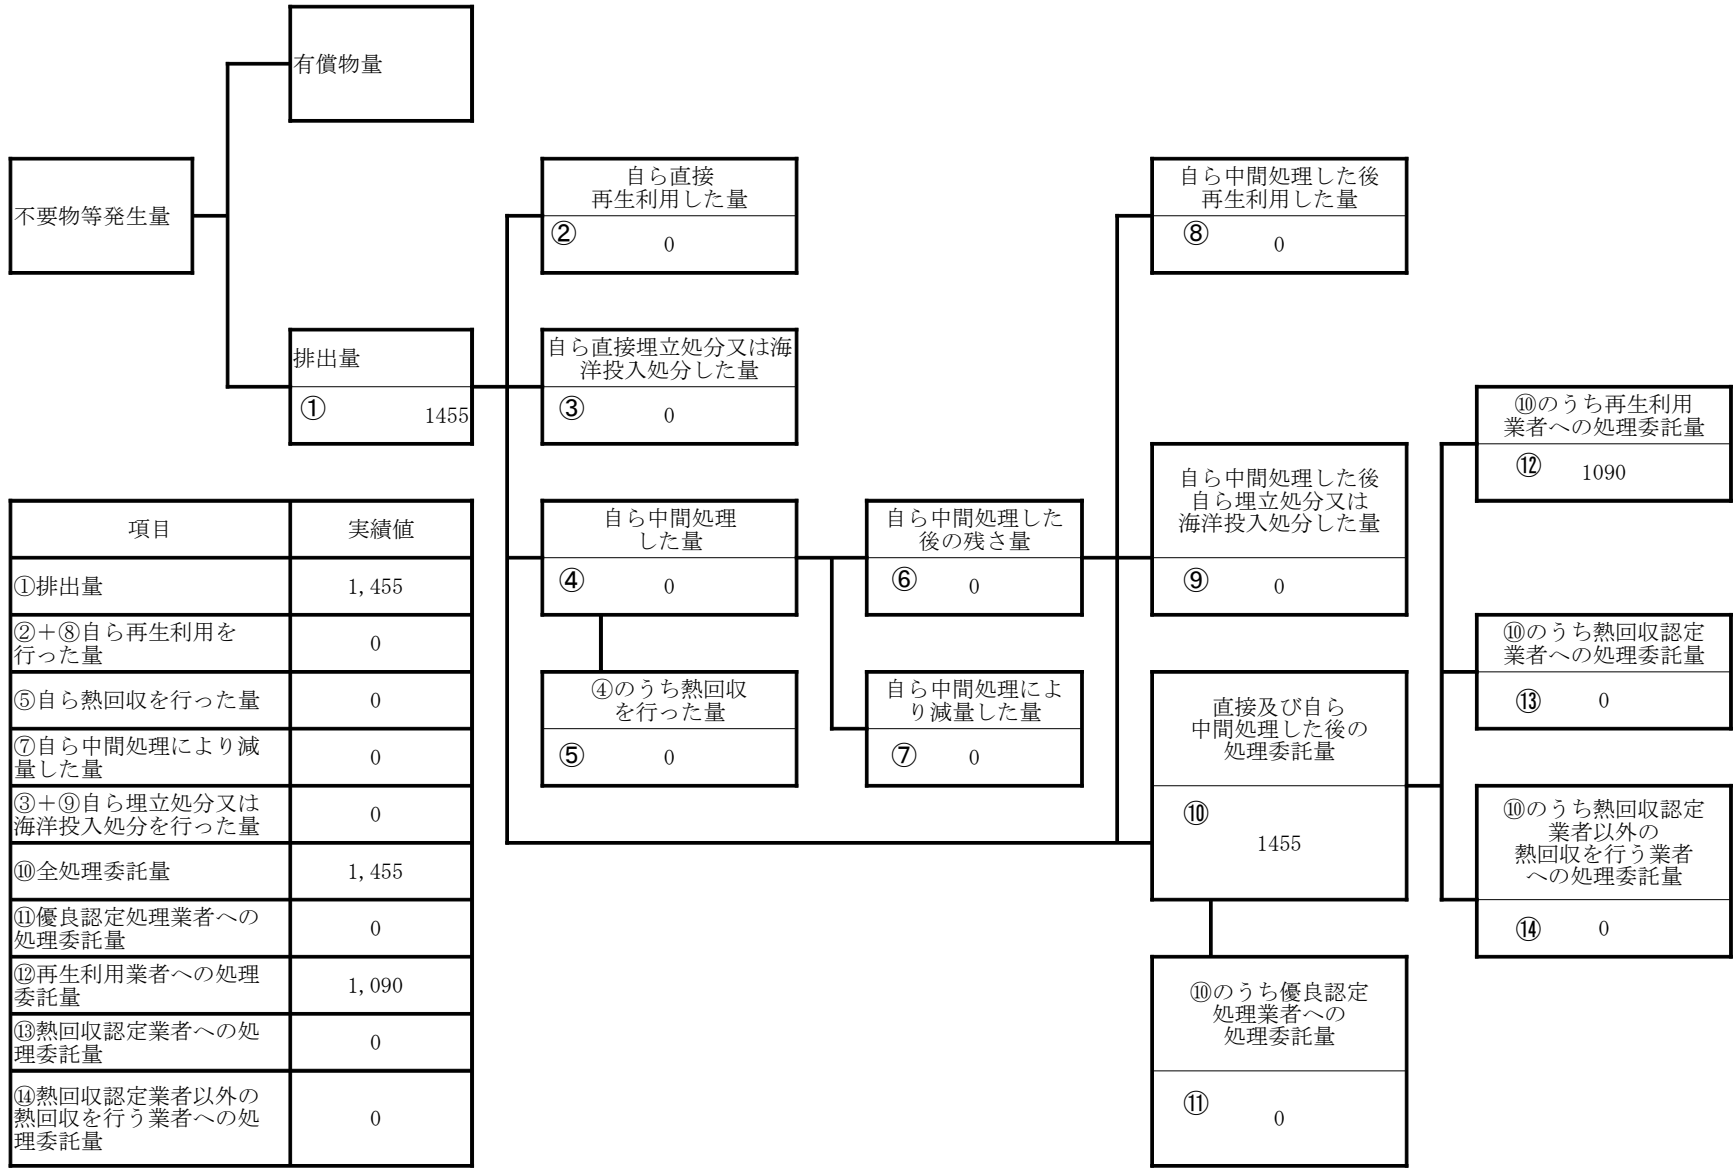 有償物量
不要物等発生量
自ら直接
再生利用した量
② 0
自ら中間処理した後
再生利用した量
⑧ 0
排出量
① 1455
自ら直接埋立処分又は海
洋投入処分した量
③ 0
⑩のうち再生利用
業者への処理委託量
⑫ 1090
自ら中間処理した後
自ら埋立処分又は
海洋投入処分した量
⑨ 0
自ら中間処理
した量
④ 0
自ら中間処理した
後の残さ量
⑥ 0
⑩のうち熱回収認定
業者への処理委託量
⑬ 0
④のうち熱回収
を行った量
⑤ 0
自ら中間処理によ
り減量した量
⑦ 0
直接及び自ら
中間処理した後の
処理委託量
⑩
1455
⑩のうち熱回収認定
業者以外の
熱回収を行う業者
への処理委託量
⑭ 0
⑩のうち優良認定
処理業者への
処理委託量
⑪ 0
項目 実績値
①排出量 1,455
②+⑧自ら再生利用を
行った量 0
⑤自ら熱回収を行った量 0
⑦自ら中間処理により減
量した量 0
③+⑨自ら埋立処分又は
海洋投入処分を行った量 0
⑩全処理委託量 1,455
⑪優良認定処理業者への
処理委託量 0
⑫再生利用業者への処理
委託量 1,090
⑬熱回収認定業者への処
理委託量 0
⑭熱回収認定業者以外の
熱回収を行う業者への処
理委託量 0